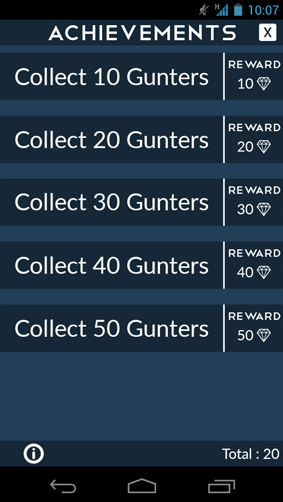 H 10:07
ACHIEVEMENTS X
Collect 10 Gunters
REWARD
10
Collect 20 Gunters
REWARD
20
Collect 30 Gunters
REWARD
30
Collect 40 Gunters
REWARD
40
Collect 50 Gunters
REWARD
50
Total : 20